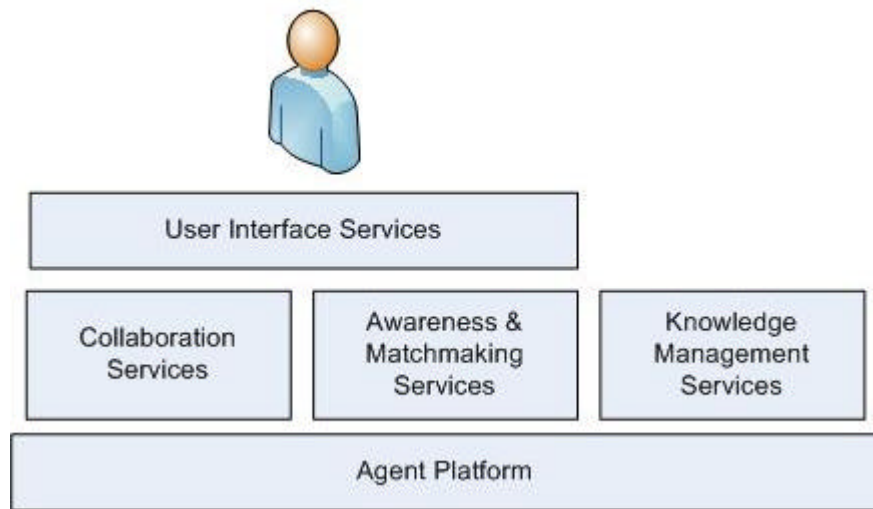 User Interface Services
Collaboration
Services
Awareness &
Matchmaking
Services
Knowledge
Management
Services
Agent Platform